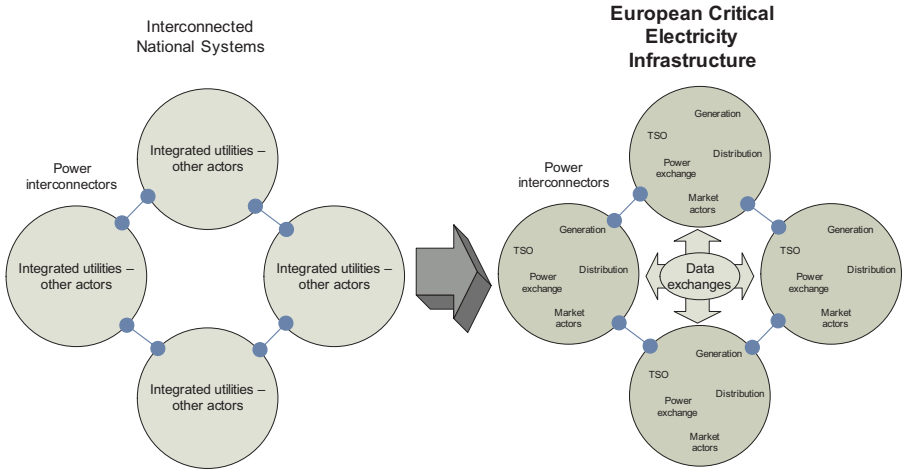 Interconnected
National Systems
Integrated utilities –
other actors
Power
interconnectors
Integrated utilities –
other actors
Integrated utilities –
other actors
Integrated utilities –
other actors
European Critical
Electricity
Infrastructure
Generation
TSO
Distribution
Power
exchange
Market
actors
Power
interconnectors
Generation
TSO
Distribution
Power
exchange
Market
actors
Data
exchanges
Generation
TSO
Distribution
Power
exchange
Market
actors
Generation
TSO
Distribution
Power
exchange
Market
actors